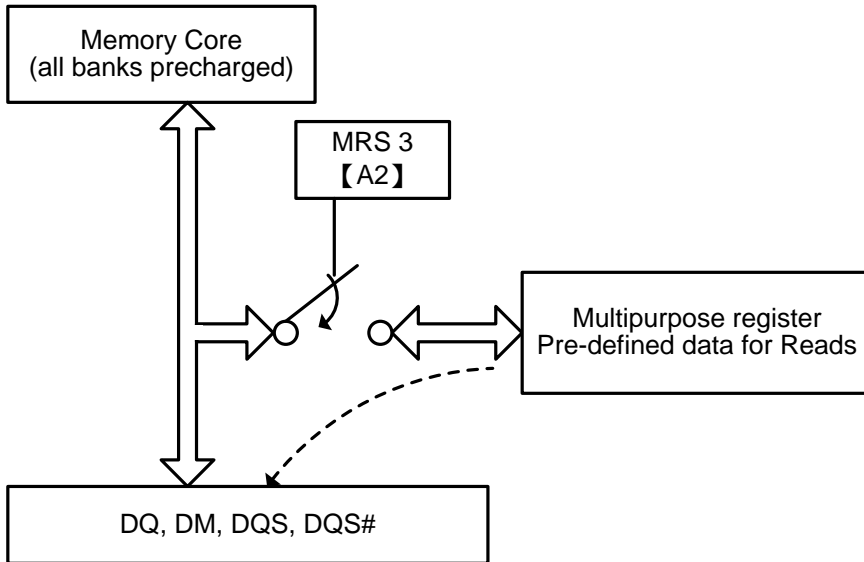 Memory Core
(all banks precharged)
MRS 3
【A2】
Multipurpose register
Pre-defined data for Reads
DQ, DM, DQS, DQS#